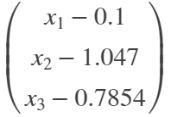 x₁ − 0.1
x₂ − 1.047
x₃ − 0.7854